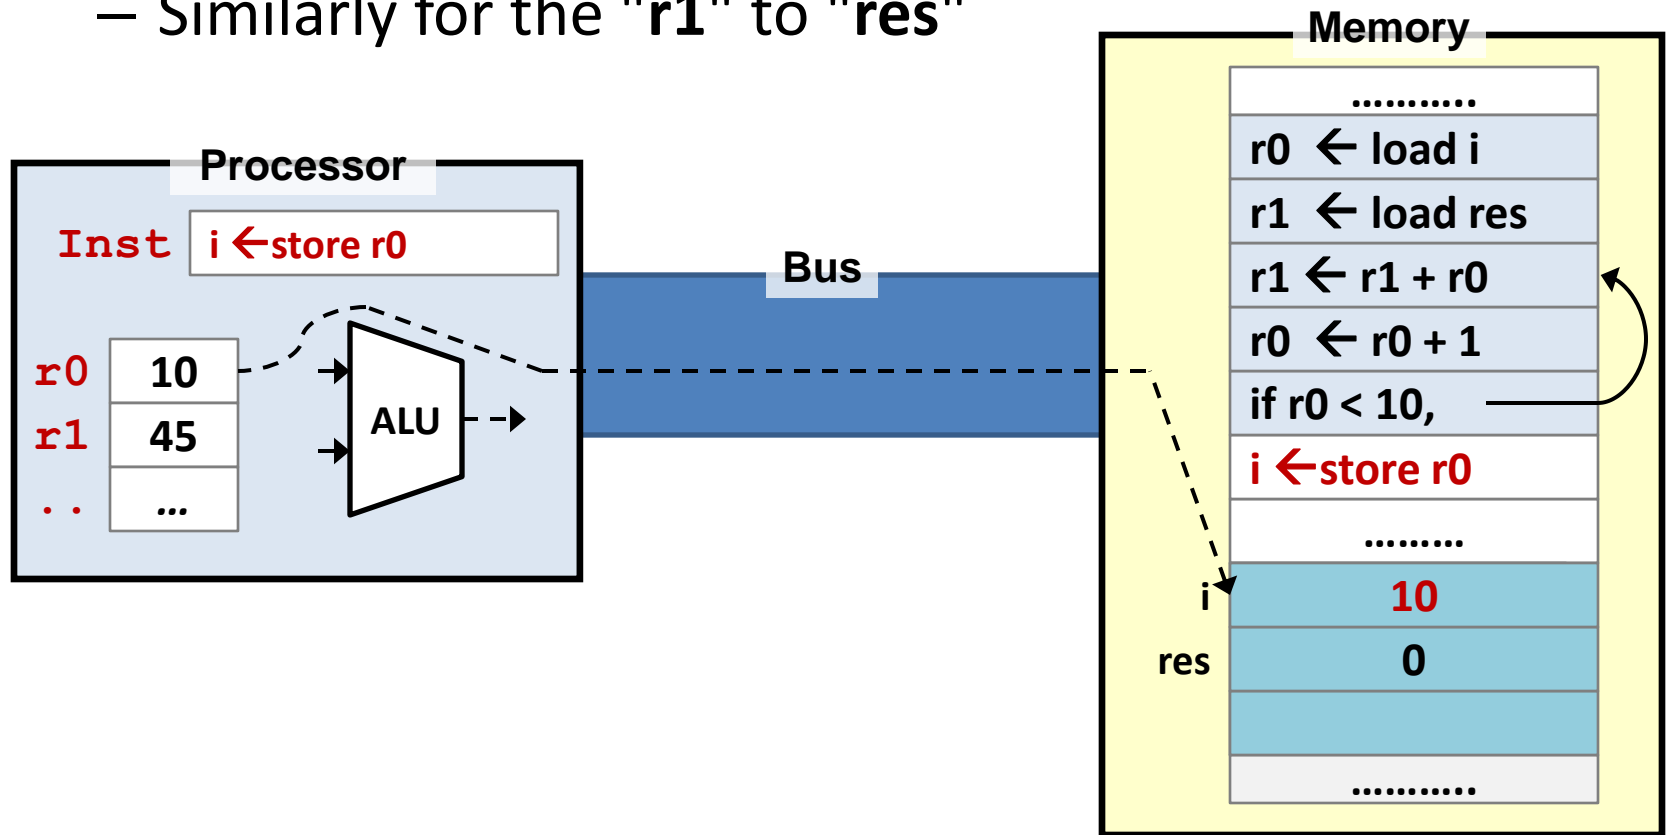 – Similarly for the "r1" to "res"
Processor
Inst
i ←store r0
r0
10
r1
45
..
...
ALU
Bus
Memory
………..
r0 ← load i
r1 ← load res
r1 ← r1 + r0
r0 ← r0 + 1
if r0 < 10,
i ←store r0
………
i
10
res
0
………..